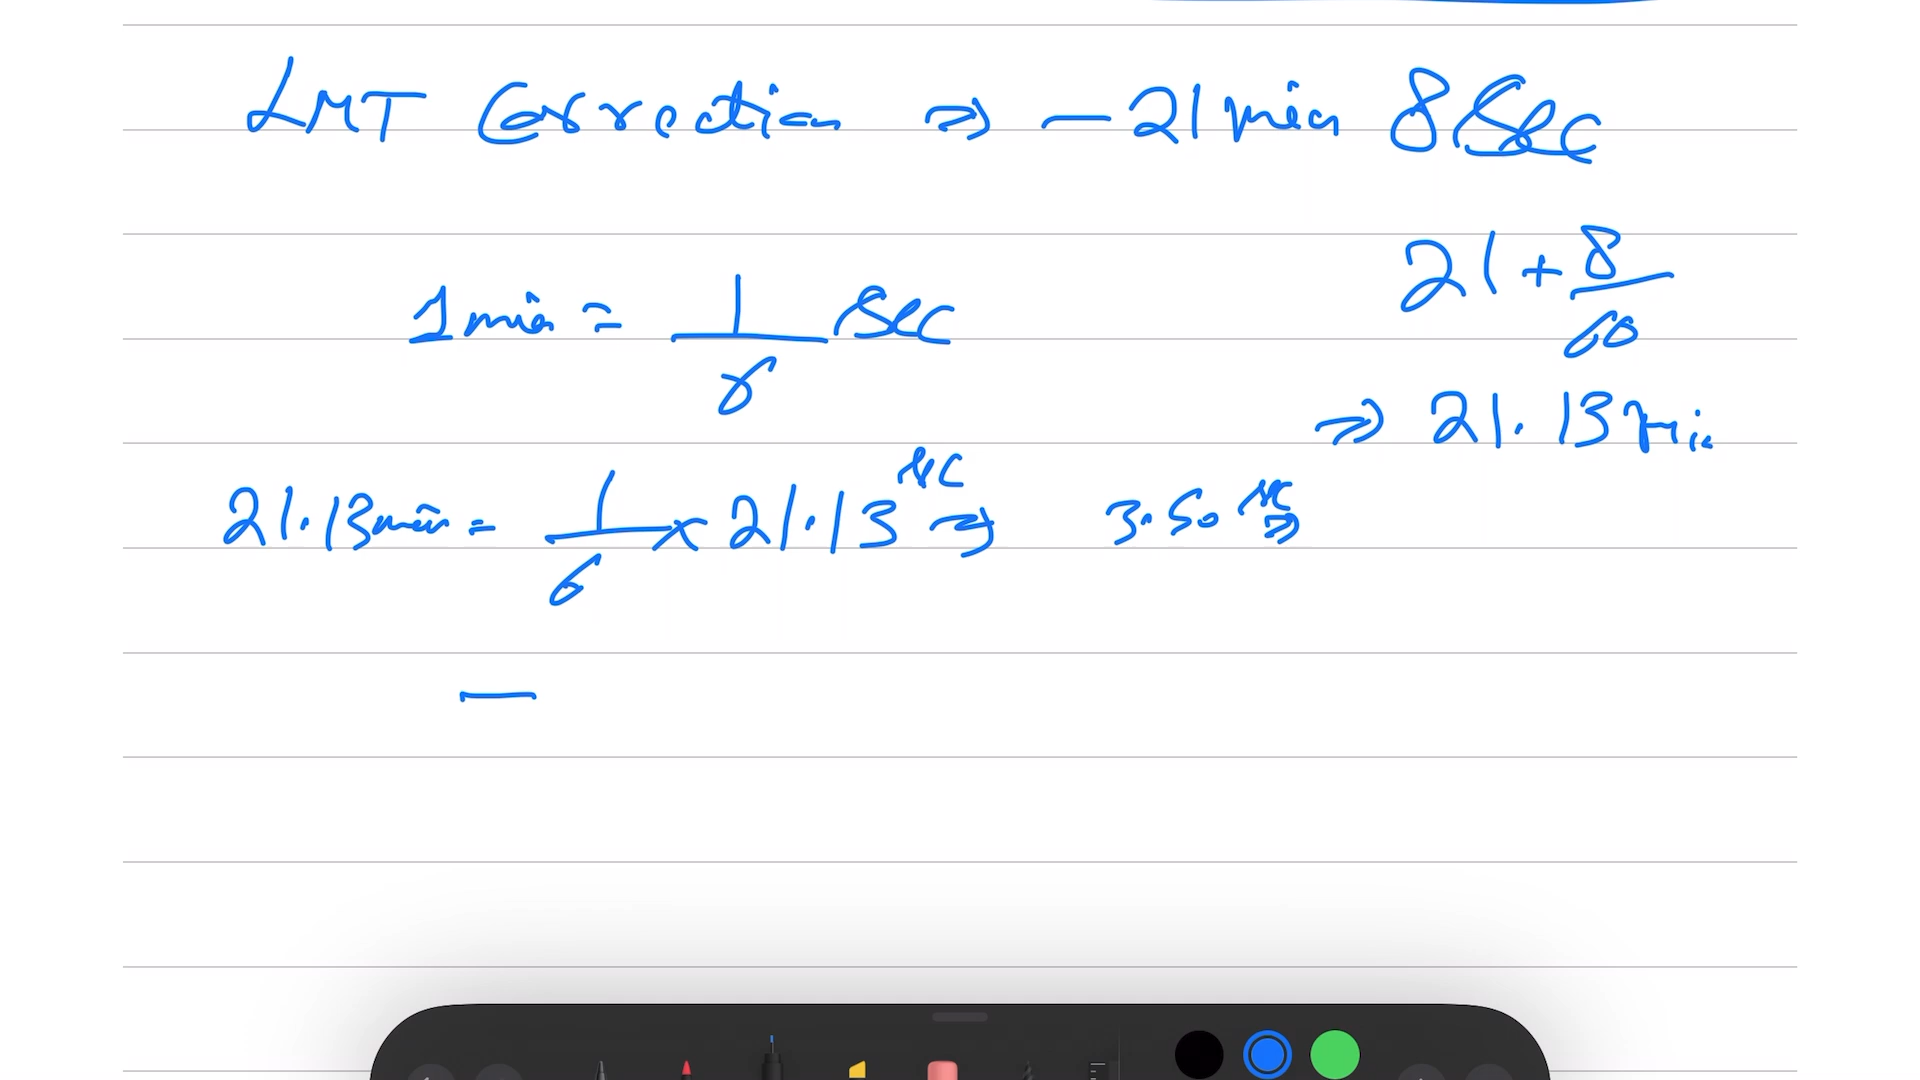 LMT Correction ⇒ - 21 min 8 Sec
21 + 8/60
1 min = 1/6 Sec
⇒ 21.13 min
21.13 min = 1/6 x 21.13 sec ⇒ 3.50 sec ⇒
-